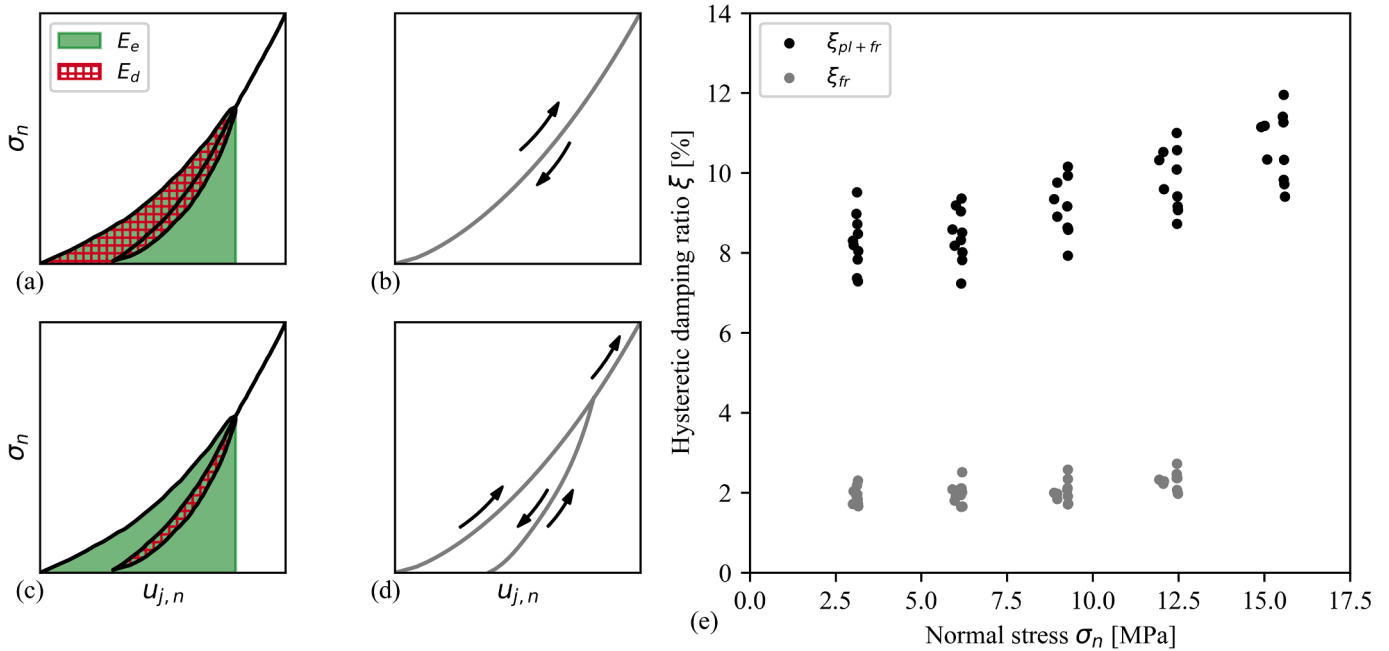 E_e
E_d
σ_n
(a)
(b)
σ_n
u_{j,n}
(c)
u_{j,n}
(d)
14
12
10
8
6
4
2
0
Hysteretic damping ratio ξ [%]
ξ_{pl+fr}
ξ_{fr}
0.0 2.5 5.0 7.5 10.0 12.5 15.0 17.5
Normal stress σ_n [MPa]
(e)